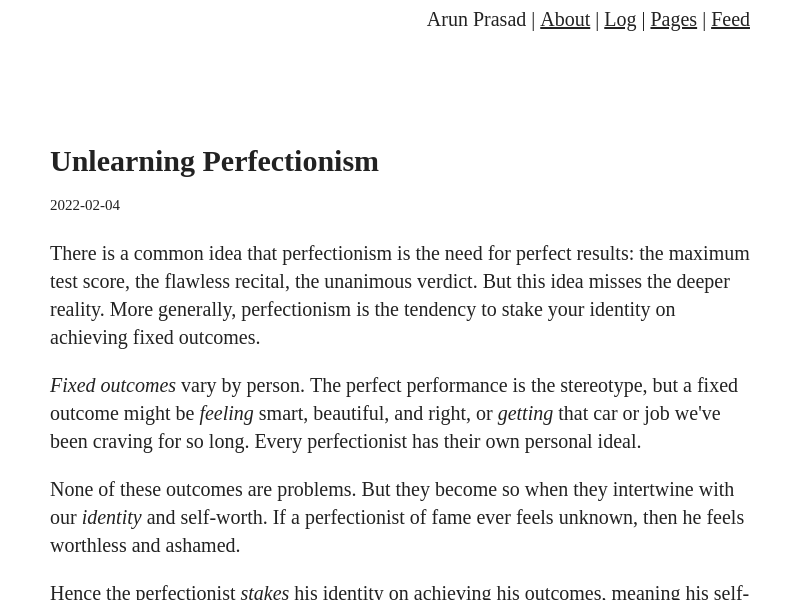 Arun Prasad | About | Log | Pages | Feed
Unlearning Perfectionism
2022-02-04
There is a common idea that perfectionism is the need for perfect results: the maximum
test score, the flawless recital, the unanimous verdict. But this idea misses the deeper
reality. More generally, perfectionism is the tendency to stake your identity on
achieving fixed outcomes.
Fixed outcomes vary by person. The perfect performance is the stereotype, but a fixed
outcome might be feeling smart, beautiful, and right, or getting that car or job we've
been craving for so long. Every perfectionist has their own personal ideal.
None of these outcomes are problems. But they become so when they intertwine with
our identity and self-worth. If a perfectionist of fame ever feels unknown, then he feels
worthless and ashamed.
Hence the perfectionist stakes his identity on achieving his outcomes, meaning his self-